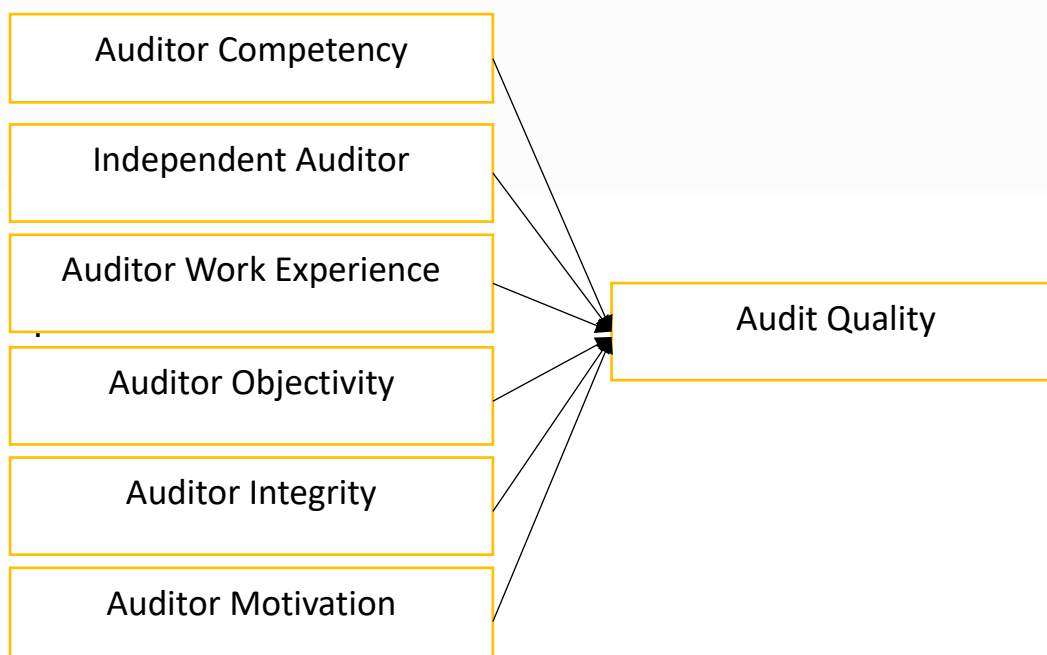 Auditor Competency
Independent Auditor
Auditor Work Experience
Auditor Objectivity
Auditor Integrity
Auditor Motivation
Audit Quality